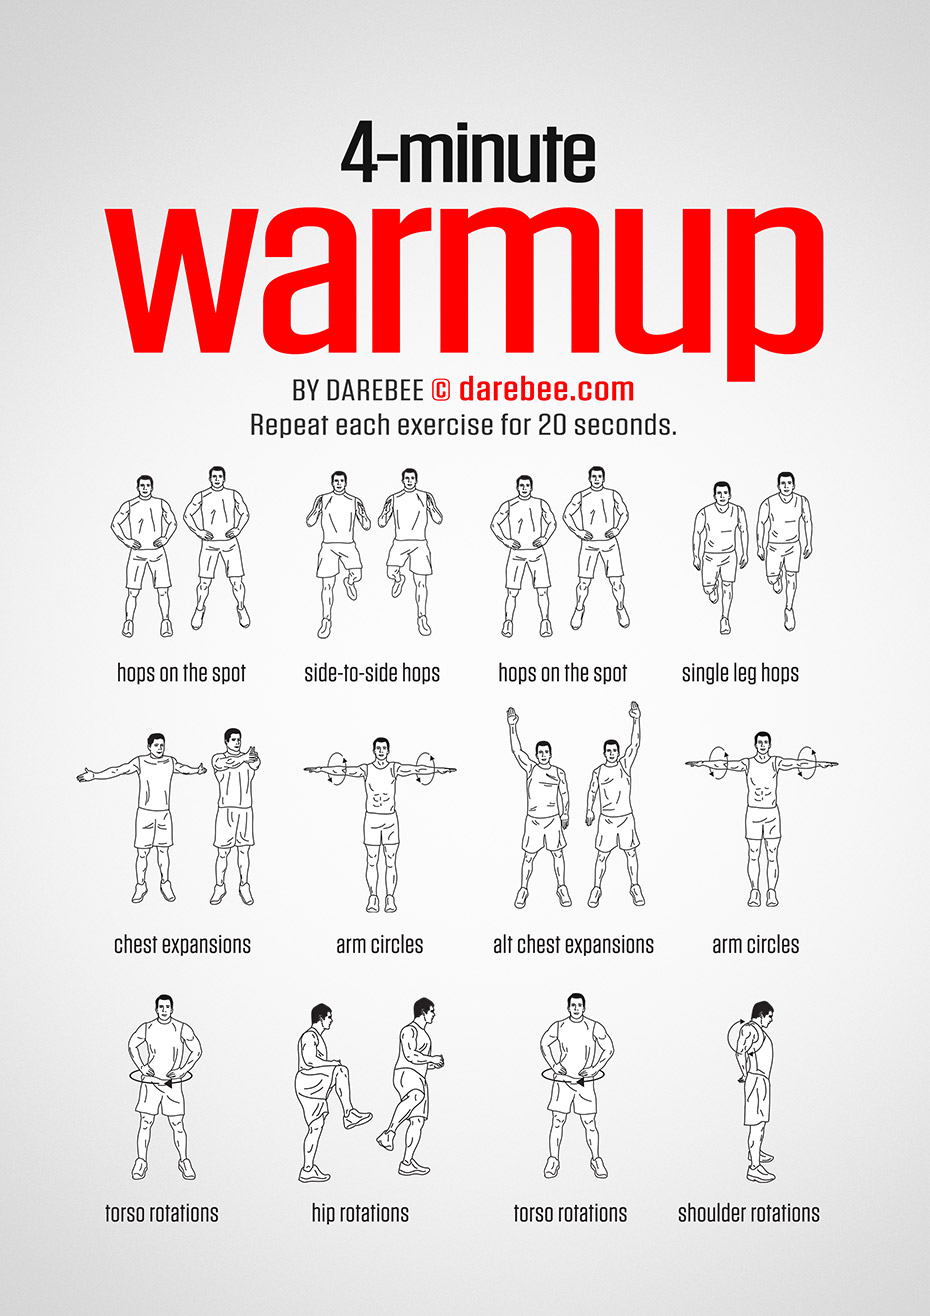 4-minute
warmup
BY DAREBEE © darebee.com
Repeat each exercise for 20 seconds.
hops on the spot side-to-side hops hops on the spot single leg hops
chest expansions arm circles alt chest expansions arm circles
torso rotations hip rotations torso rotations shoulder rotations